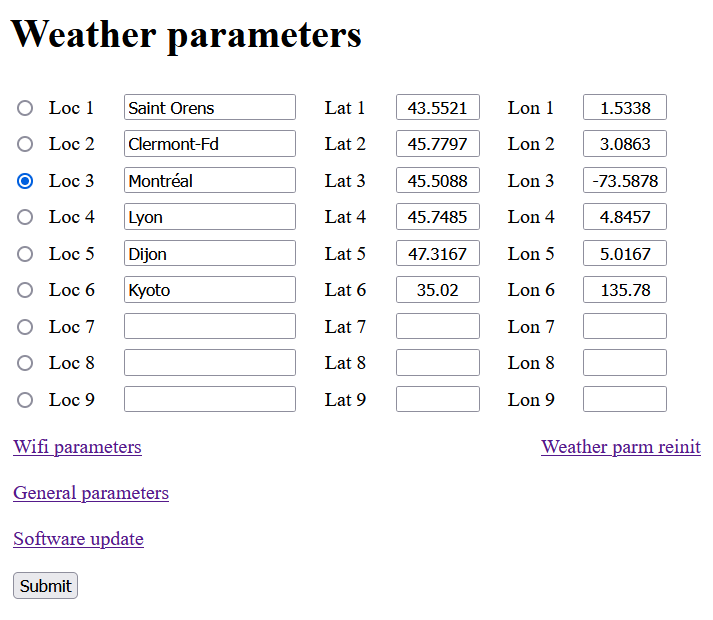 Weather parameters
Loc 1 Saint Orens Lat 1 43.5521 Lon 1 1.5338
Loc 2 Clermont-Fd Lat 2 45.7797 Lon 2 3.0863
Loc 3 Montréal Lat 3 45.5088 Lon 3 -73.5878
Loc 4 Lyon Lat 4 45.7485 Lon 4 4.8457
Loc 5 Dijon Lat 5 47.3167 Lon 5 5.0167
Loc 6 Kyoto Lat 6 35.02 Lon 6 135.78
Loc 7 Lat 7 Lon 7
Loc 8 Lat 8 Lon 8
Loc 9 Lat 9 Lon 9
Wifi parameters Weather parm reinit
General parameters
Software update
Submit